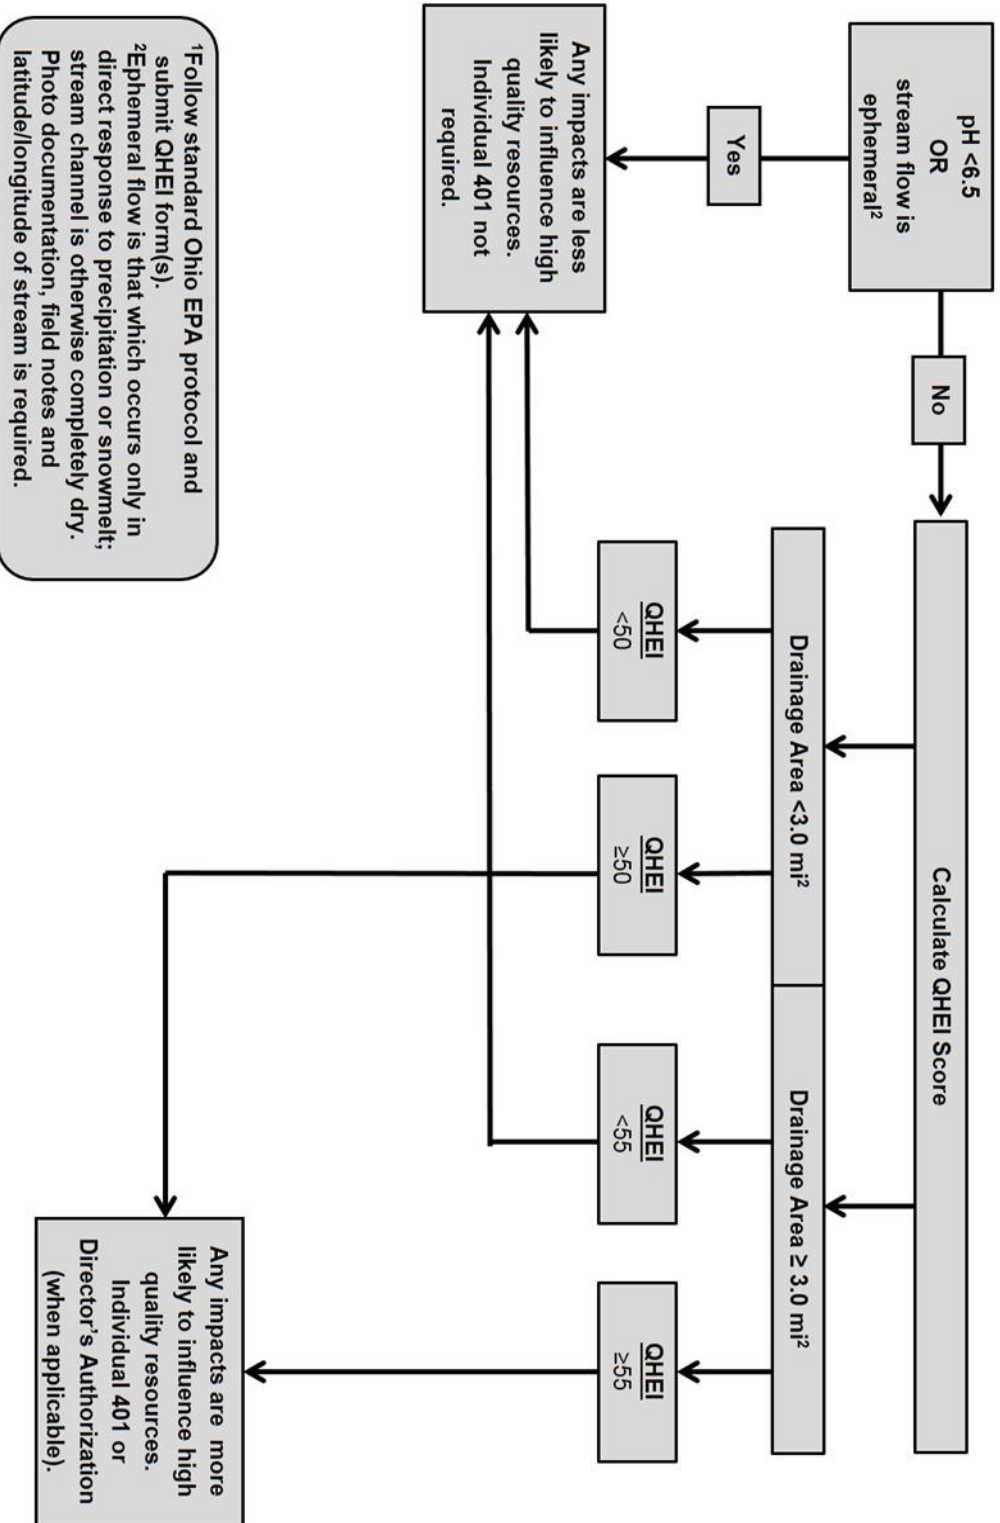 pH <6.5
OR
stream flow is
ephemeral²
No
Calculate QHEI Score
Yes
Drainage Area <3.0 mi²
Drainage Area ≥ 3.0 mi²
QHEI
<50
QHEI
≥50
QHEI
<55
QHEI
≥55
Any impacts are less
likely to influence high
quality resources.
Individual 401 not
required.
Any impacts are more
likely to influence high
quality resources.
Individual 401 or
Director's Authorization
(when applicable).
¹Follow standard Ohio EPA protocol and
submit QHEI form(s).
²Ephemeral flow is that which occurs only in
direct response to precipitation or snowmelt;
stream channel is otherwise completely dry.
Photo documentation, field notes and
latitude/longitude of stream is required.